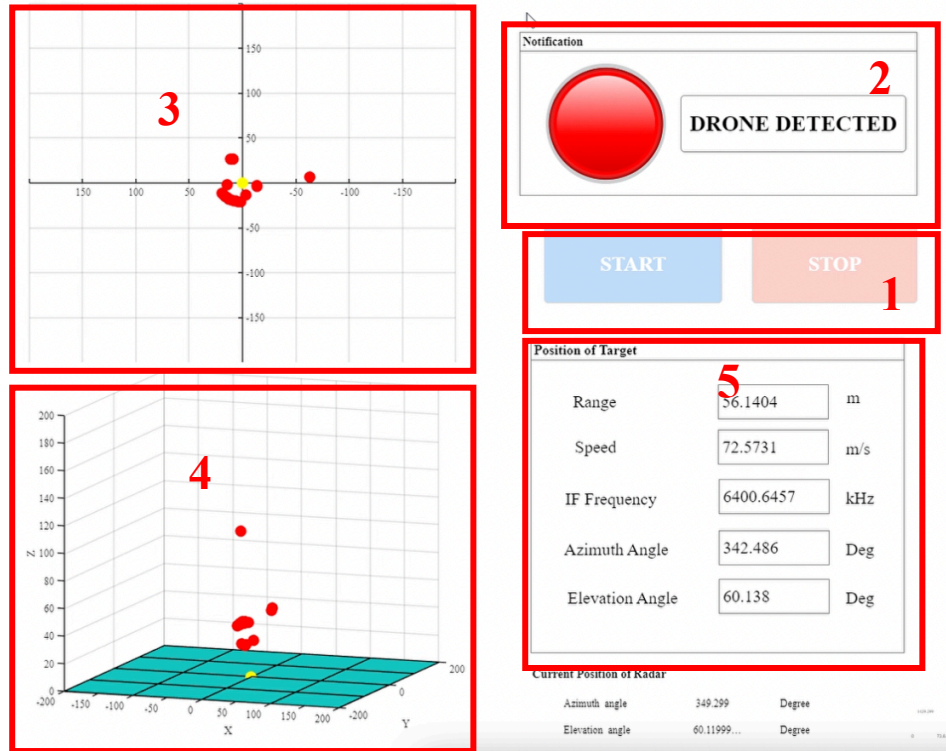 3
150
100
50
150
100
50
-50
-100
-150
-50
-100
-150
Notification
2
DRONE DETECTED
START
STOP
1
Position of Target
5
Range
56.1404
m
Speed
72.5731
m/s
IF Frequency
6400.6457
kHz
Azimuth Angle
342.486
Deg
Elevation Angle
60.138
Deg
Current Position of Radar
Azimuth angle
349.299
Degree
Elevation angle
60.11999...
Degree
4
200
180
160
140
120
100
80
60
40
20
0
Z
-200
-150
-100
-50
0
50
100
150
200
X
-200
0
200
Y